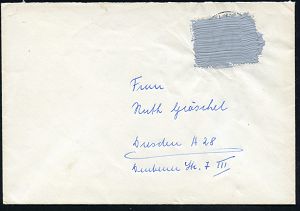 Frau
Ruth Gröschel
Dresden A 28
Str. 7 III